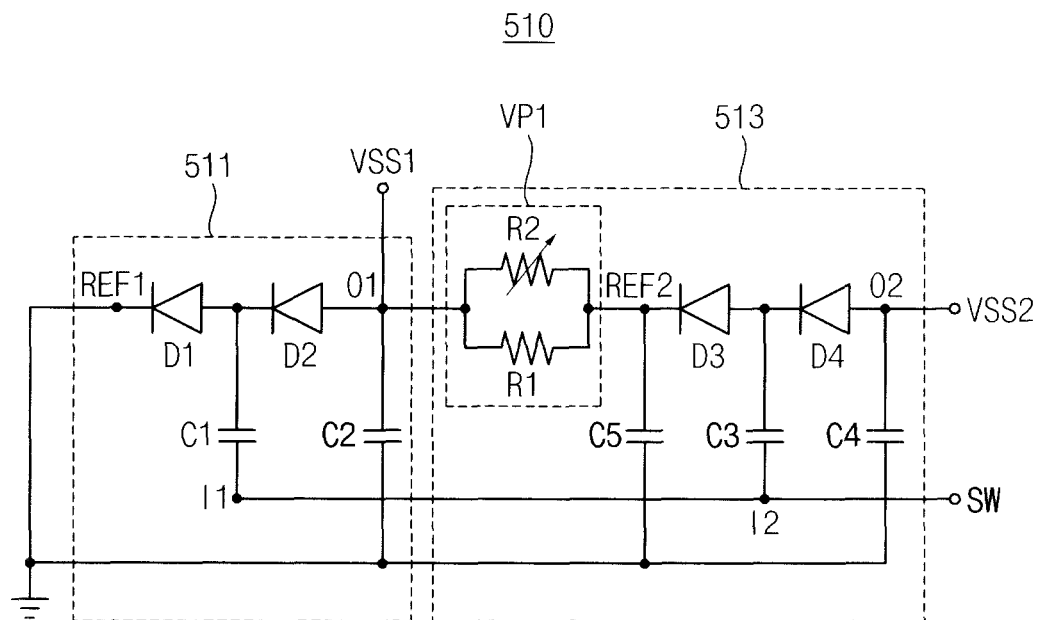 510
VP1
513
511
VSS1
R2
REF1
O1
REF2
O2
VSS2
D1
D2
R1
D3
D4
C1
C2
C5
C3
C4
I1
I2
SW